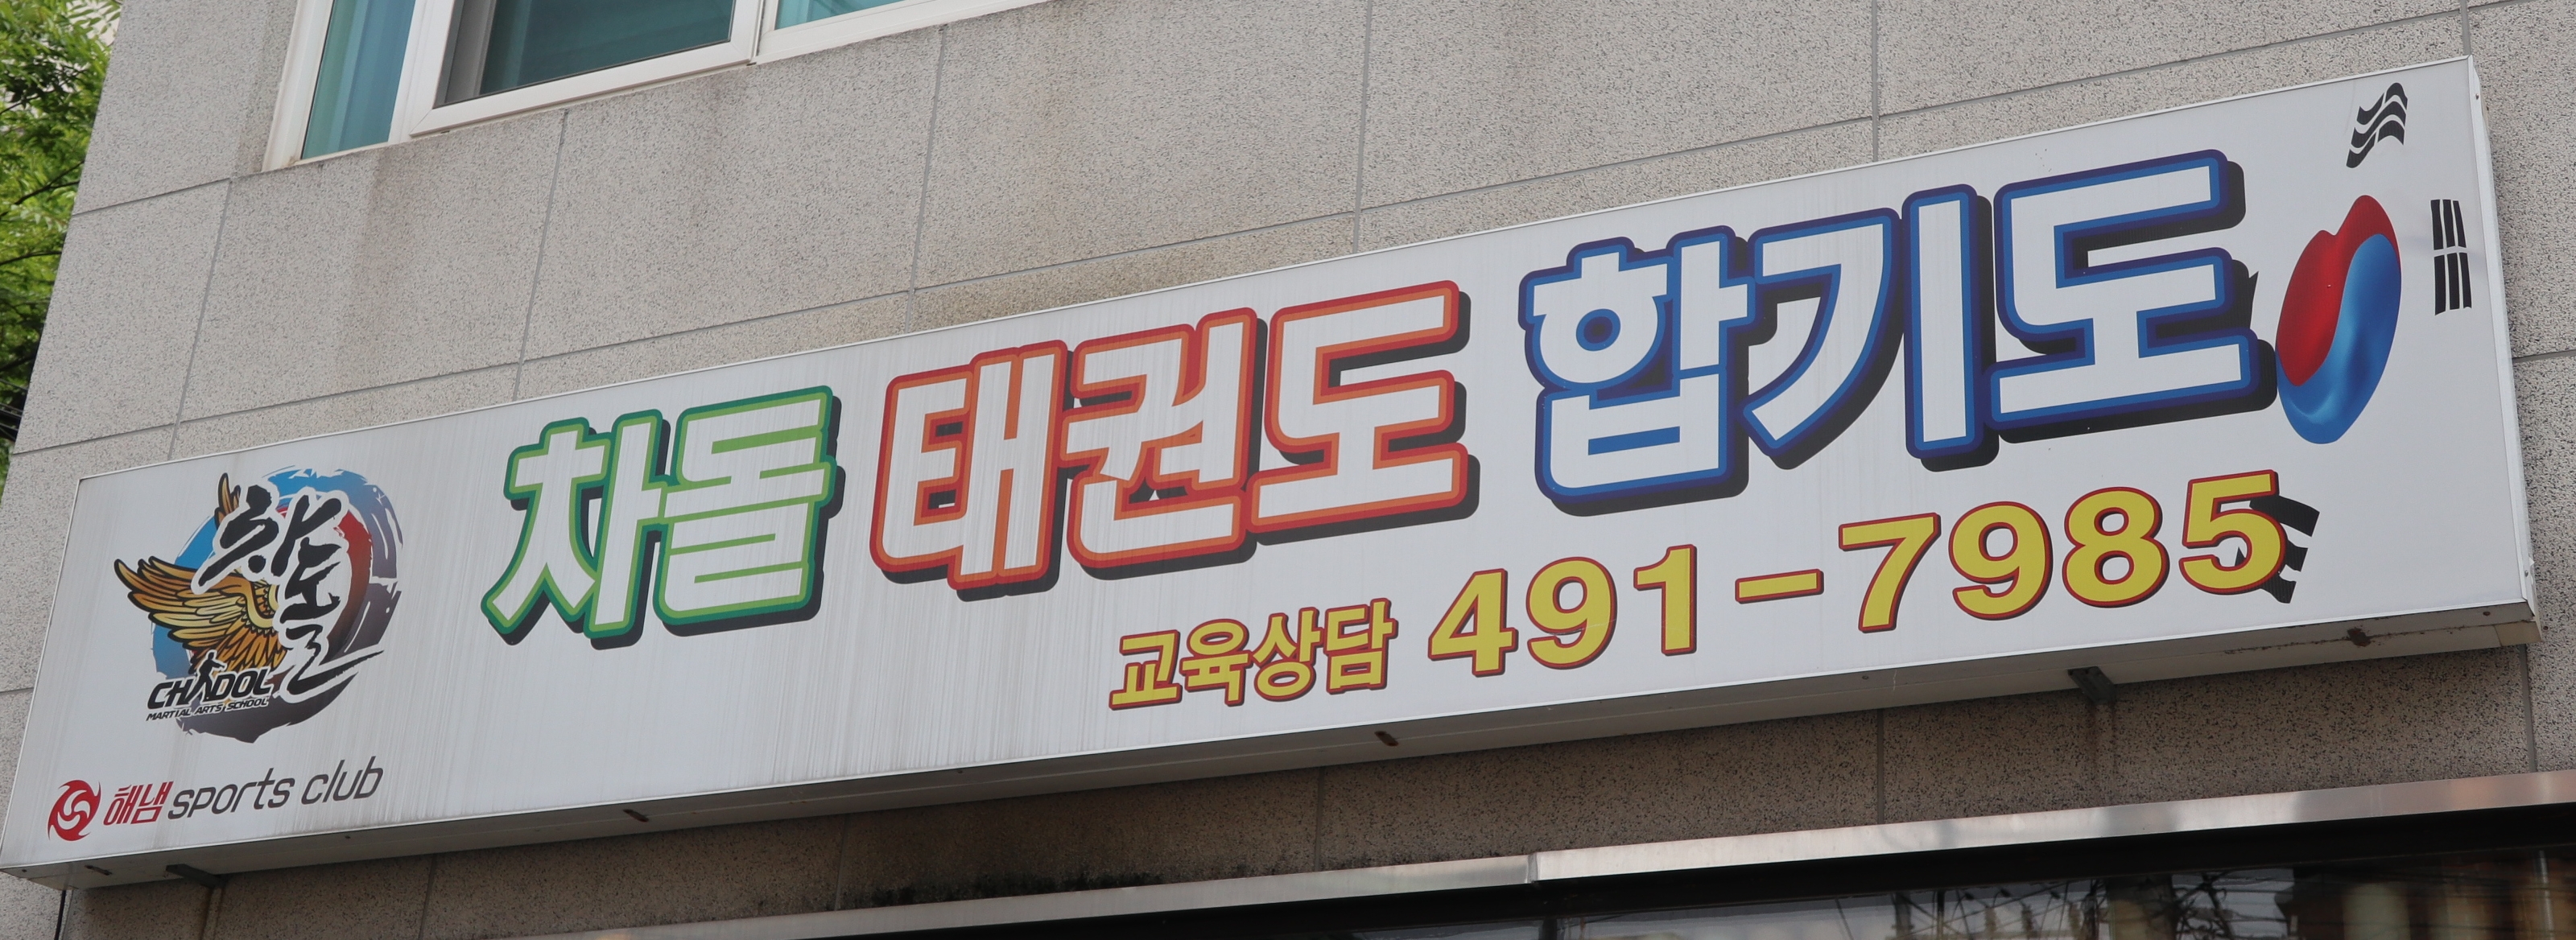 차돌
CHADOL
MARTIAL ARTS SCHOOL
해냄 sports club
차돌 태권도 합기도
교육상담 491-7985